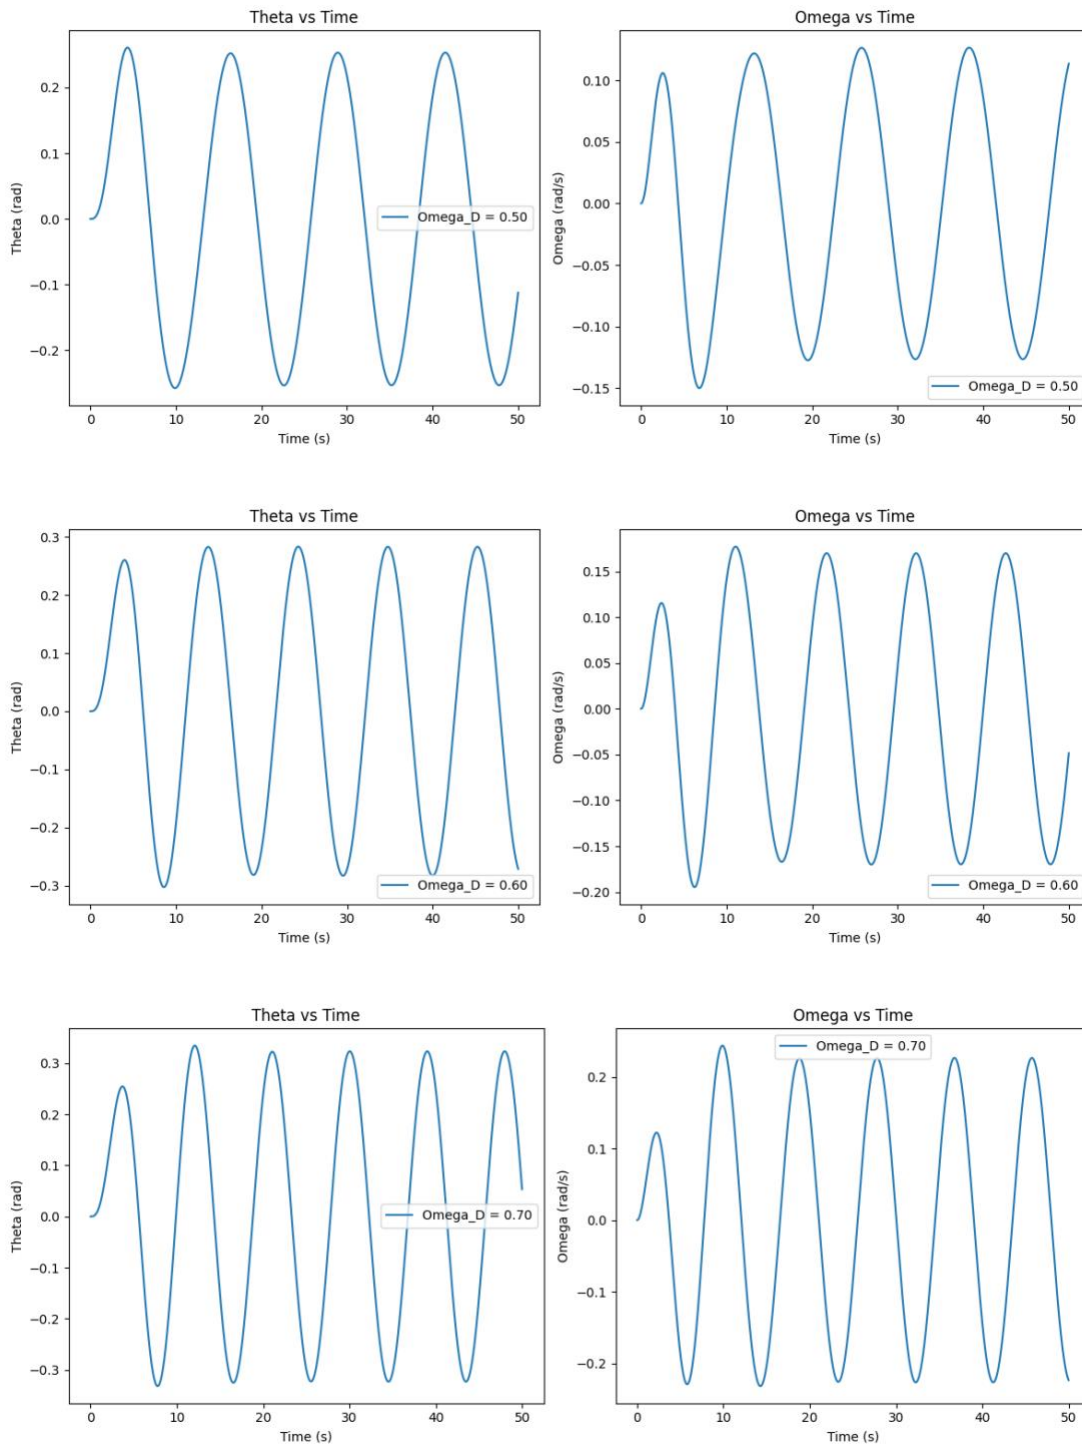 Theta vs Time
Omega vs Time
Theta (rad)
0.2
0.1
0.0
−0.1
−0.2
Omega_D = 0.50
0 10 20 30 40 50
Time (s)
Omega (rad/s)
0.10
0.05
0.00
−0.05
−0.10
−0.15
Omega_D = 0.50
0 10 20 30 40 50
Time (s)
Theta vs Time
Omega vs Time
Theta (rad)
0.3
0.2
0.1
0.0
−0.1
−0.2
−0.3
Omega_D = 0.60
0 10 20 30 40 50
Time (s)
Omega (rad/s)
0.15
0.10
0.05
0.00
−0.05
−0.10
−0.15
−0.20
Omega_D = 0.60
0 10 20 30 40 50
Time (s)
Theta vs Time
Omega vs Time
Theta (rad)
0.3
0.2
0.1
0.0
−0.1
−0.2
−0.3
Omega_D = 0.70
0 10 20 30 40 50
Time (s)
Omega (rad/s)
Omega_D = 0.70
0.2
0.1
0.0
−0.1
−0.2
0 10 20 30 40 50
Time (s)